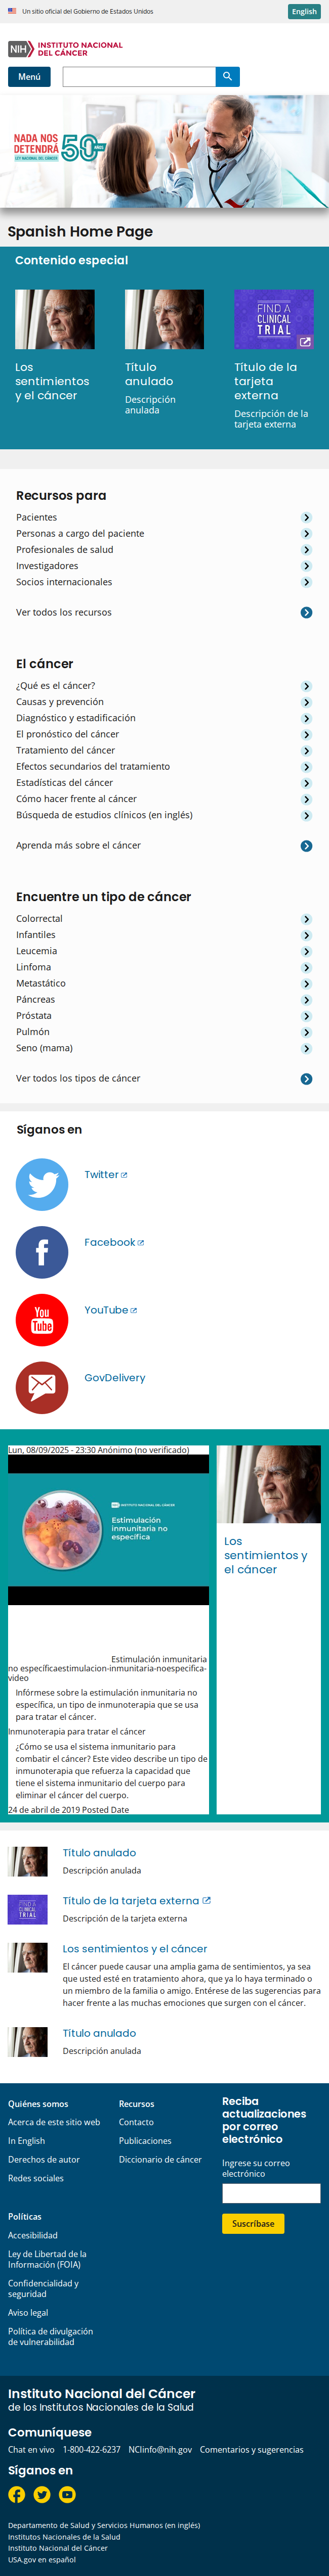 Un sitio oficial del Gobierno de Estados Unidos
English
NIH INSTITUTO NACIONAL
DEL CÁNCER
Menú
NADA NOS
DETENDRÁ
LEY NACIONAL DEL CÁNCER
50 AÑOS
Spanish Home Page
Contenido especial
Los
sentimientos
y el cáncer
Título
anulado
Descripción
anulada
FIND A
CLINICAL
TRIAL
Título de la
tarjeta
externa
Descripción de la
tarjeta externa
Recursos para
Pacientes
Personas a cargo del paciente
Profesionales de salud
Investigadores
Socios internacionales
Ver todos los recursos
El cáncer
¿Qué es el cáncer?
Causas y prevención
Diagnóstico y estadificación
El pronóstico del cáncer
Tratamiento del cáncer
Efectos secundarios del tratamiento
Estadísticas del cáncer
Cómo hacer frente al cáncer
Búsqueda de estudios clínicos (en inglés)
Aprenda más sobre el cáncer
Encuentre un tipo de cáncer
Colorrectal
Infantiles
Leucemia
Linfoma
Metastático
Páncreas
Próstata
Pulmón
Seno (mama)
Ver todos los tipos de cáncer
Síganos en
Twitter
Facebook
You
Tube
YouTube
GovDelivery
Lun, 08/09/2025 - 23:30 Anónimo (no verificado)
NIH INSTITUTO NACIONAL DEL CÁNCER
Estimulación
inmunitaria no
específica
Estimulación inmunitaria
no específicaestimulacion-inmunitaria-noespecifica-
video
Infórmese sobre la estimulación inmunitaria no
específica, un tipo de inmunoterapia que se usa
para tratar el cáncer.
Inmunoterapia para tratar el cáncer
¿Cómo se usa el sistema inmunitario para
combatir el cáncer? Este video describe un tipo de
inmunoterapia que refuerza la capacidad que
tiene el sistema inmunitario del cuerpo para
eliminar el cáncer del cuerpo.
24 de abril de 2019 Posted Date
Los
sentimientos y
el cáncer
Título anulado
Descripción anulada
FIND A
CLINICAL
TRIAL
Título de la tarjeta externa
Descripción de la tarjeta externa
Los sentimientos y el cáncer
El cáncer puede causar una amplia gama de sentimientos, ya sea
que usted esté en tratamiento ahora, que ya lo haya terminado o
un miembro de la familia o amigo. Entérese de las sugerencias para
hacer frente a las muchas emociones que surgen con el cáncer.
Título anulado
Descripción anulada
Quiénes somos
Acerca de este sitio web
In English
Derechos de autor
Redes sociales
Recursos
Contacto
Publicaciones
Diccionario de cáncer
Políticas
Accesibilidad
Ley de Libertad de la
Información (FOIA)
Confidencialidad y
seguridad
Aviso legal
Política de divulgación
de vulnerabilidad
Reciba
actualizaciones
por correo
electrónico
Ingrese su correo
electrónico
Suscríbase
Instituto Nacional del Cáncer
de los Institutos Nacionales de la Salud
Comuníquese
Chat en vivo 1-800-422-6237 NCIinfo@nih.gov Comentarios y sugerencias
Síganos en
Departamento de Salud y Servicios Humanos (en inglés)
Institutos Nacionales de la Salud
Instituto Nacional del Cáncer
USA.gov en español